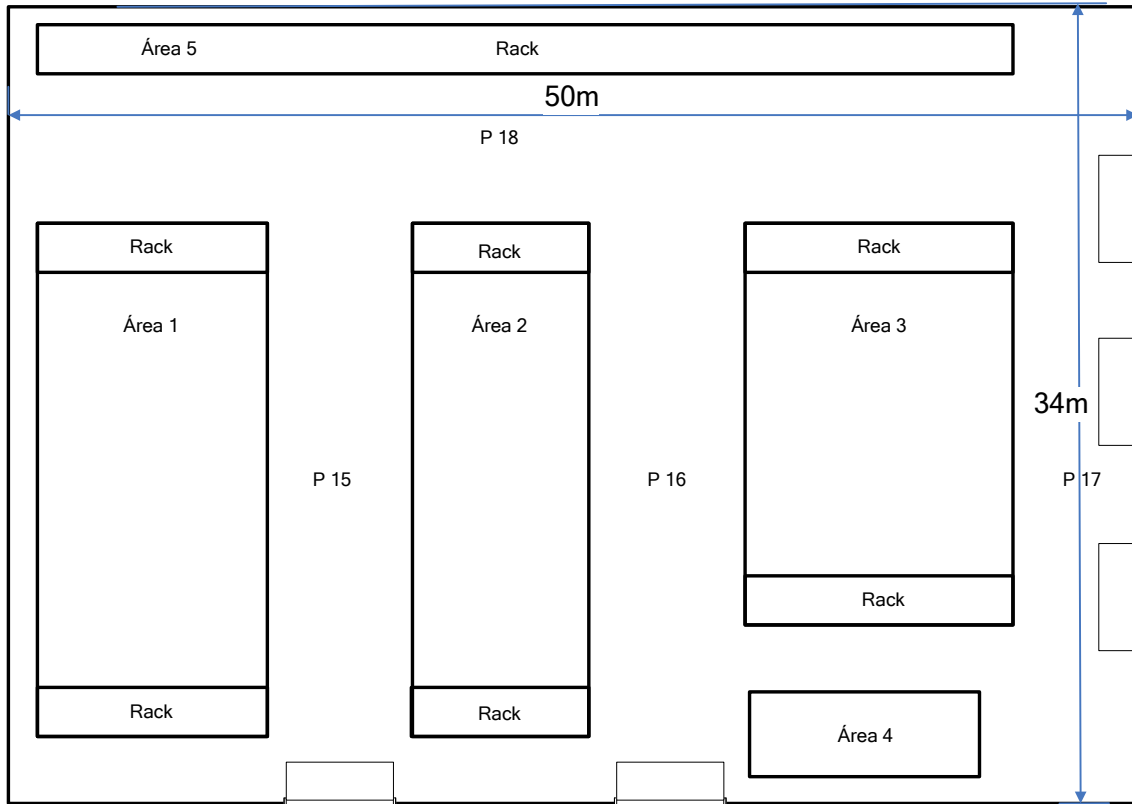 Área 5
Rack
50m
P 18
Rack
Rack
Rack
Área 1
Área 2
Área 3
34m
P 15
P 16
P 17
Rack
Rack
Rack
Área 4